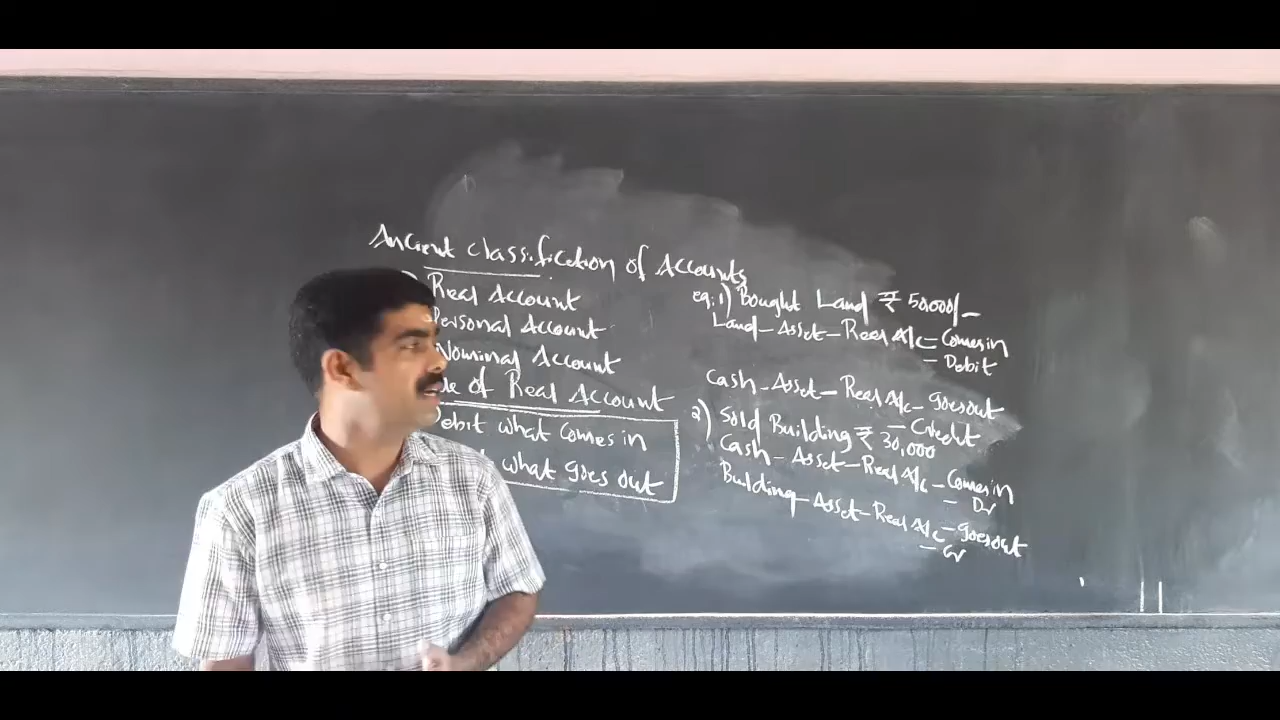 Ancient classification of Accounts
Real Account
Personal Account
Nominal Account
of Real Account
Debit what comes in
what goes out
eg: 1) Bought Land ₹ 50,000/-
Land - Asset - Real A/c = Comes in
- Debit
Cash - Asset - Real A/c - goes out
- Credit
2) Sold Building ₹ 30,000
Cash - Asset - Real A/c - Comes in
- Dr
Building - Asset - Real A/c - goes out
- Cr